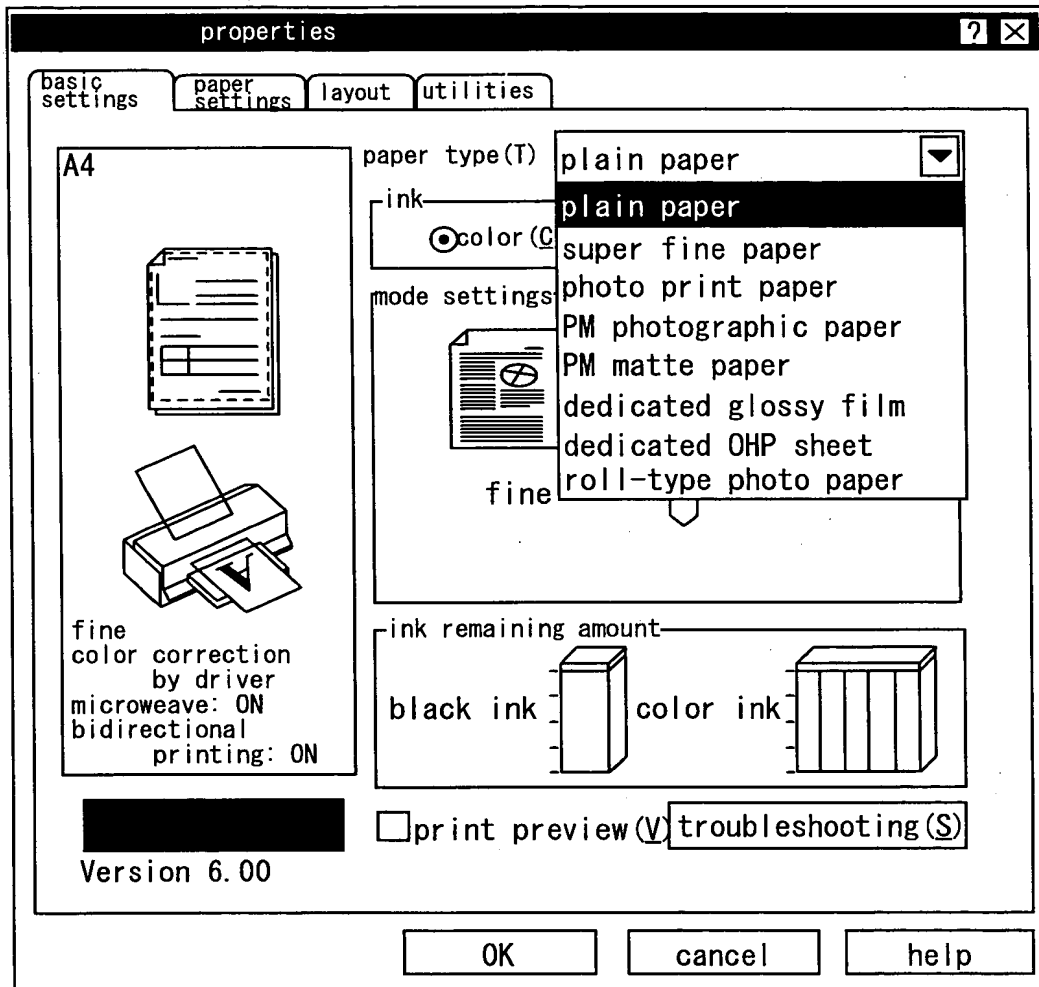 properties
?
basic
settings
paper
settings
layout
utilities
A4
fine
color correction
by driver
microweave: ON
bidirectional
printing: ON
Version 6.00
paper type(T)
plain paper
plain paper
super fine paper
photo print paper
PM photographic paper
PM matte paper
dedicated glossy film
dedicated OHP sheet
roll-type photo paper
ink
color(C
mode settings
fine
ink remaining amount
black ink
color ink
print preview(V)
troubleshooting(S)
OK
cancel
help